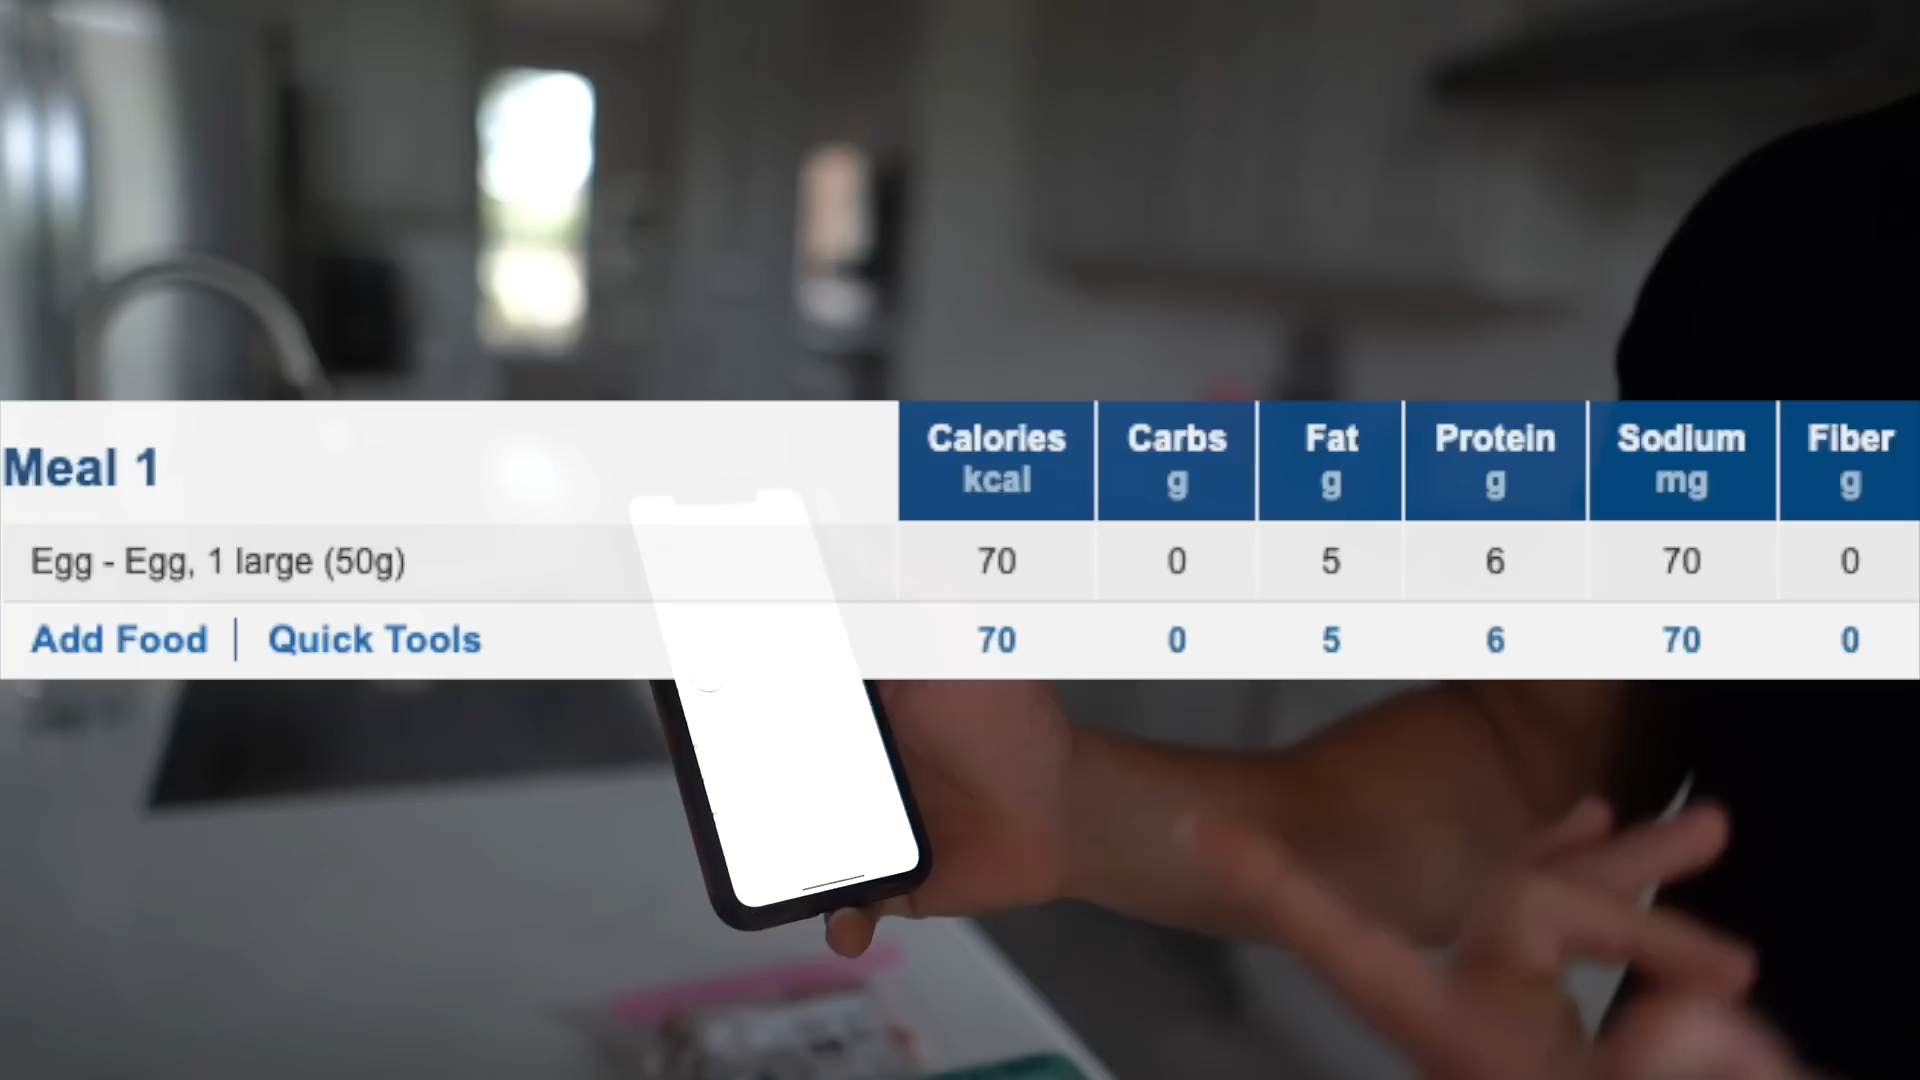 Meal 1 Calories Carbs Fat Protein Sodium Fiber
kcal g g g mg g
Egg - Egg, 1 large (50g) 70 0 5 6 70 0
Add Food | Quick Tools 70 0 5 6 70 0